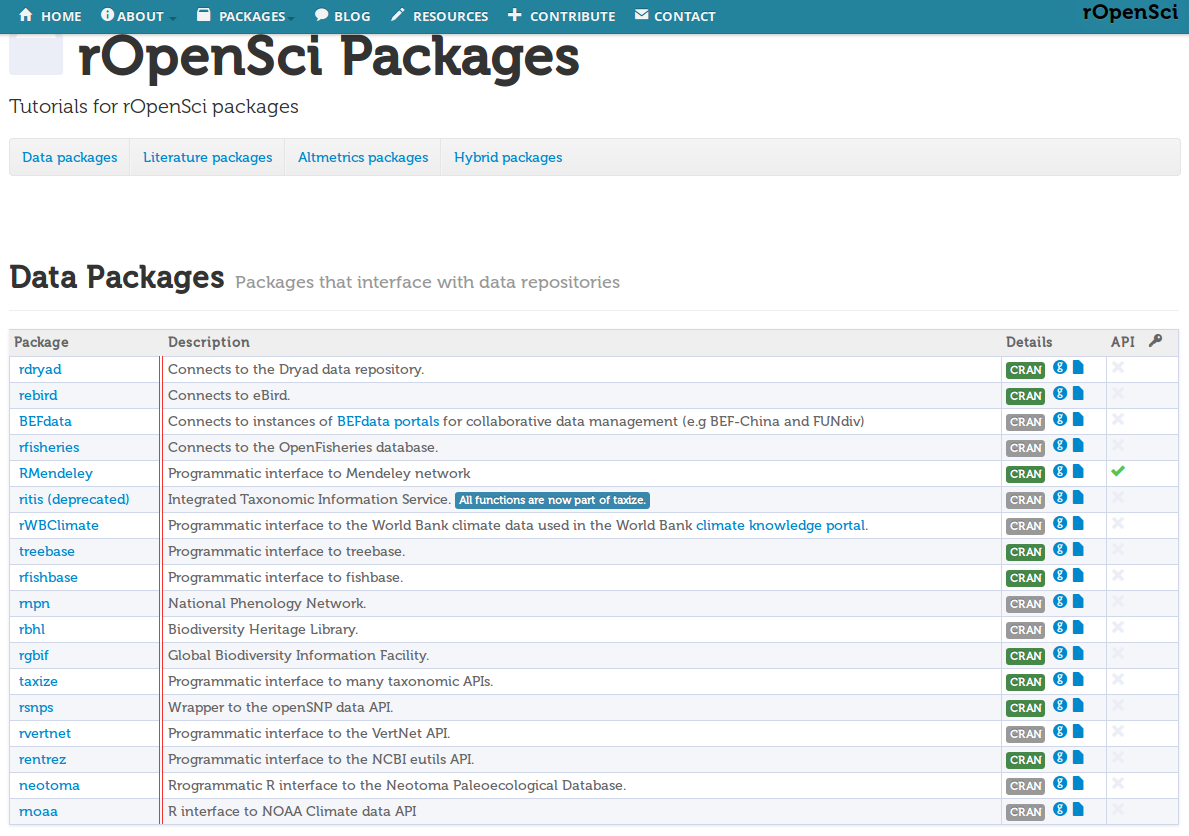 HOME ABOUT PACKAGES BLOG RESOURCES CONTRIBUTE CONTACT rOpenSci
rOpenSci Packages
Tutorials for rOpenSci packages
Data packages Literature packages Altmetrics packages Hybrid packages
Data Packages Packages that interface with data repositories
Package Description Details API
rdryad Connects to the Dryad data repository. CRAN g
rebird Connects to eBird. CRAN g
BEFdata Connects to instances of BEFdata portals for collaborative data management (e.g BEF-China and FUNdiv) CRAN g
rfisheries Connects to the OpenFisheries database. CRAN g
RMendeley Programmatic interface to Mendeley network CRAN g
ritis (deprecated) Integrated Taxonomic Information Service. All functions are now part of taxize. CRAN g
rWBClimate Programmatic interface to the World Bank climate data used in the World Bank climate knowledge portal. CRAN g
treebase Programmatic interface to treebase. CRAN g
rfishbase Programmatic interface to fishbase. CRAN g
rnpn National Phenology Network. CRAN g
rbhl Biodiversity Heritage Library. CRAN g
rgbif Global Biodiversity Information Facility. CRAN g
taxize Programmatic interface to many taxonomic APIs. CRAN g
rsnps Wrapper to the openSNP data API. CRAN g
rvertnet Programmatic interface to the VertNet API. CRAN g
rentrez Programmatic interface to the NCBI eutils API. CRAN g
neotoma Rrogrammatic R interface to the Neotoma Paleoecological Database. CRAN g
rnoaa R interface to NOAA Climate data API CRAN g